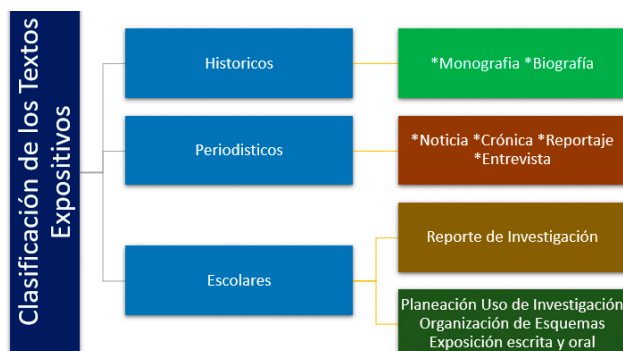 Clasificación de los Textos
Expositivos
Historicos
*Monografia *Biografía
Periodisticos
*Noticia *Crónica *Reportaje
*Entrevista
Escolares
Reporte de Investigación
Planeación Uso de Investigación
Organización de Esquemas
Exposición escrita y oral